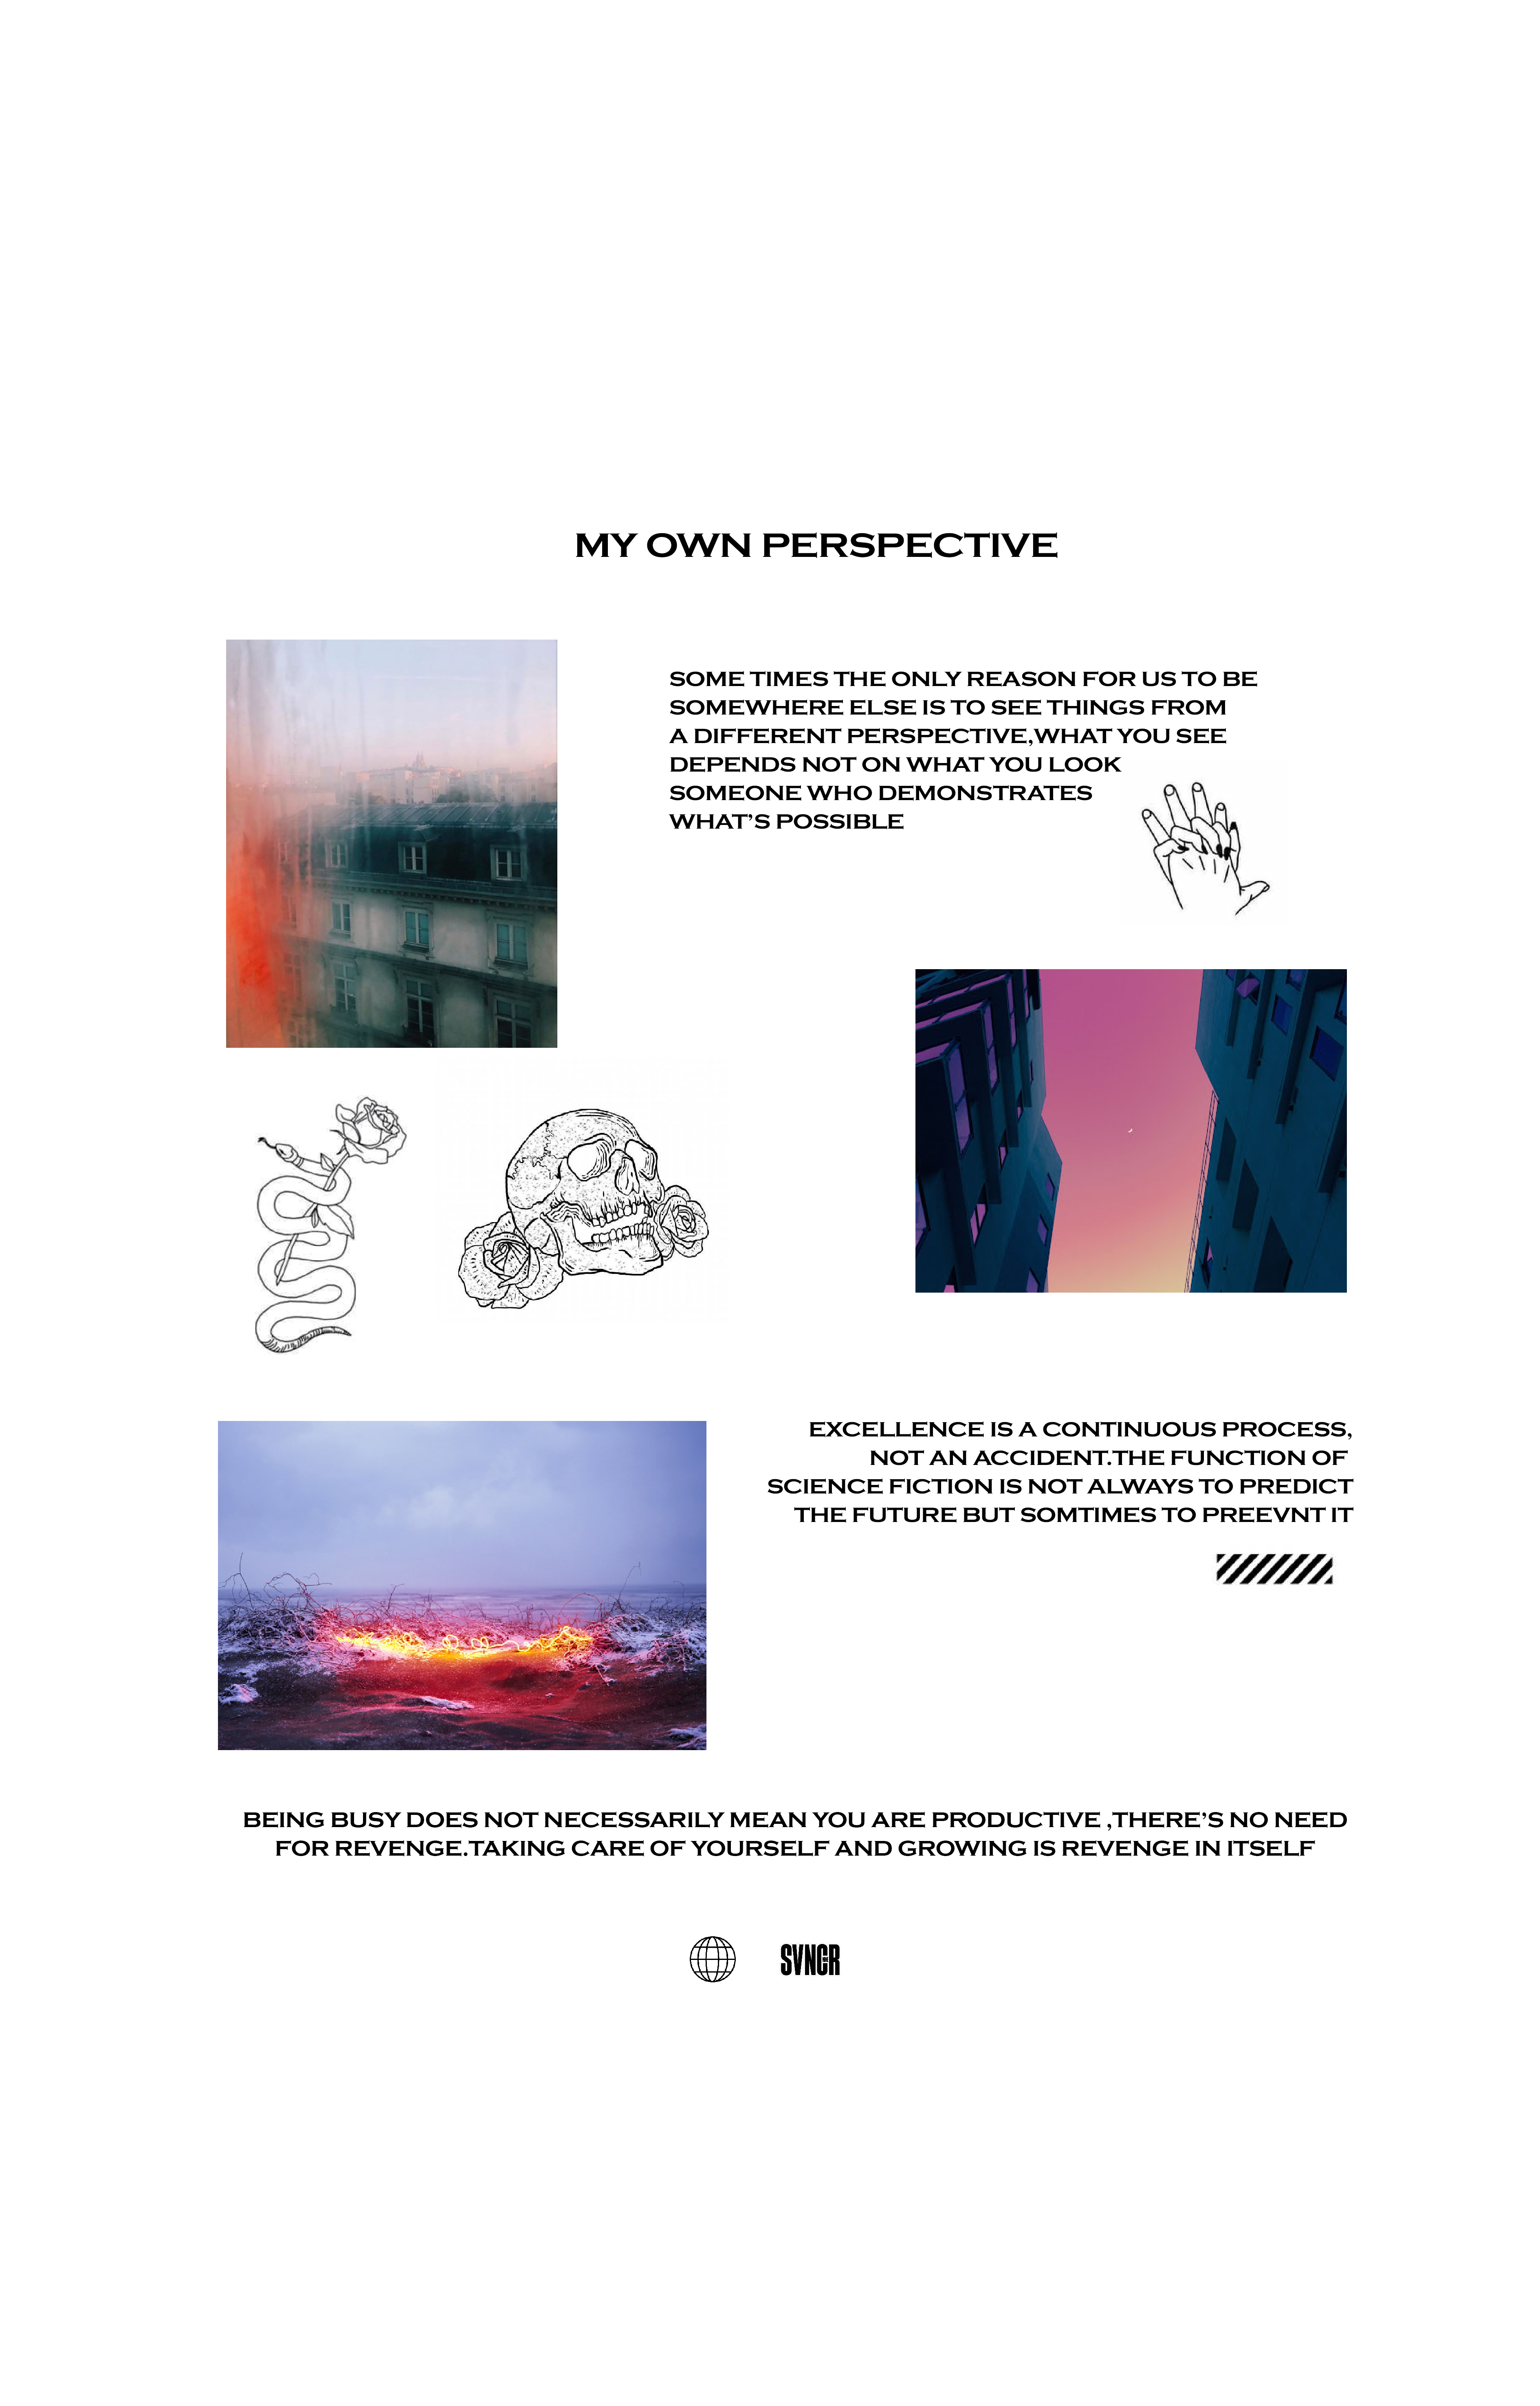 MY OWN PERSPECTIVE
SOME TIMES THE ONLY REASON FOR US TO BE
SOMEWHERE ELSE IS TO SEE THINGS FROM
A DIFFERENT PERSPECTIVE,WHAT YOU SEE
DEPENDS NOT ON WHAT YOU LOOK
SOMEONE WHO DEMONSTRATES
WHAT'S POSSIBLE
EXCELLENCE IS A CONTINUOUS PROCESS,
NOT AN ACCIDENT.THE FUNCTION OF
SCIENCE FICTION IS NOT ALWAYS TO PREDICT
THE FUTURE BUT SOMTIMES TO PREEVNT IT
BEING BUSY DOES NOT NECESSARILY MEAN YOU ARE PRODUCTIVE ,THERE'S NO NEED
FOR REVENGE.TAKING CARE OF YOURSELF AND GROWING IS REVENGE IN ITSELF
SVNCR